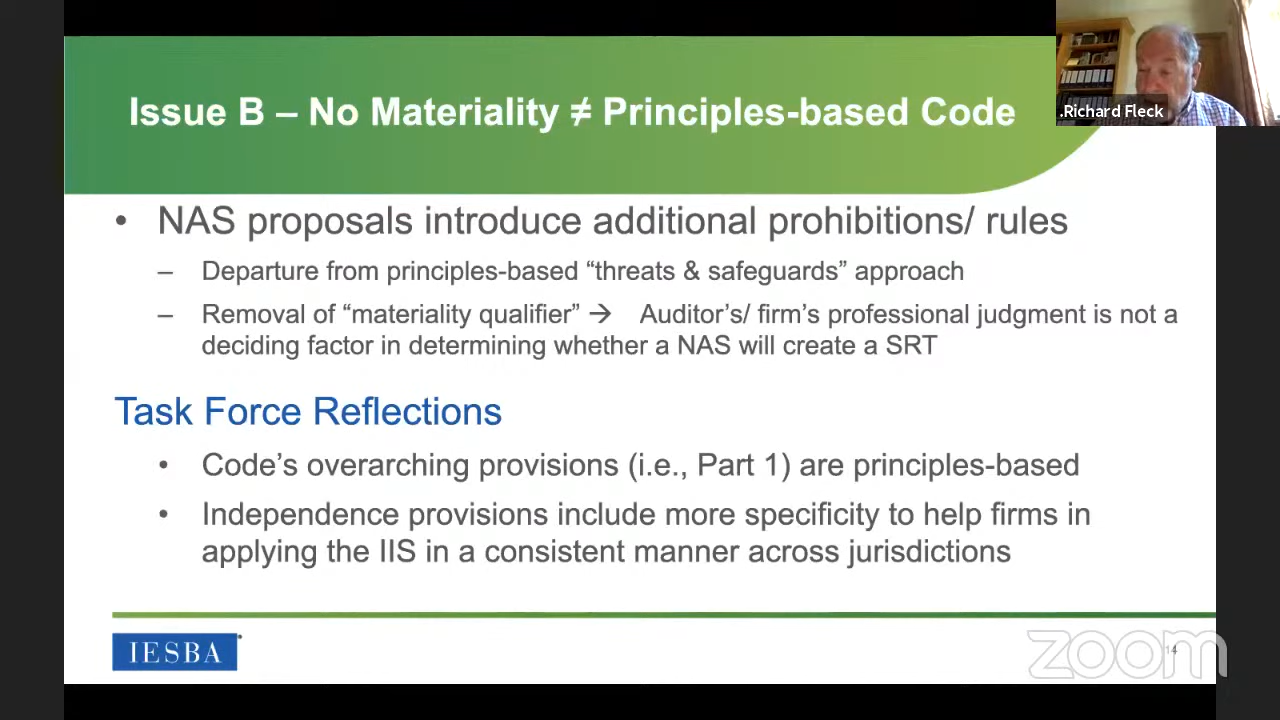 Issue B – No Materiality ≠ Principles-based Code
.Richard Fleck
• NAS proposals introduce additional prohibitions/ rules
– Departure from principles-based “threats & safeguards” approach
– Removal of “materiality qualifier” → Auditor’s/ firm’s professional judgment is not a
deciding factor in determining whether a NAS will create a SRT
Task Force Reflections
• Code’s overarching provisions (i.e., Part 1) are principles-based
• Independence provisions include more specificity to help firms in
applying the IIS in a consistent manner across jurisdictions
IESBA
zoom
14